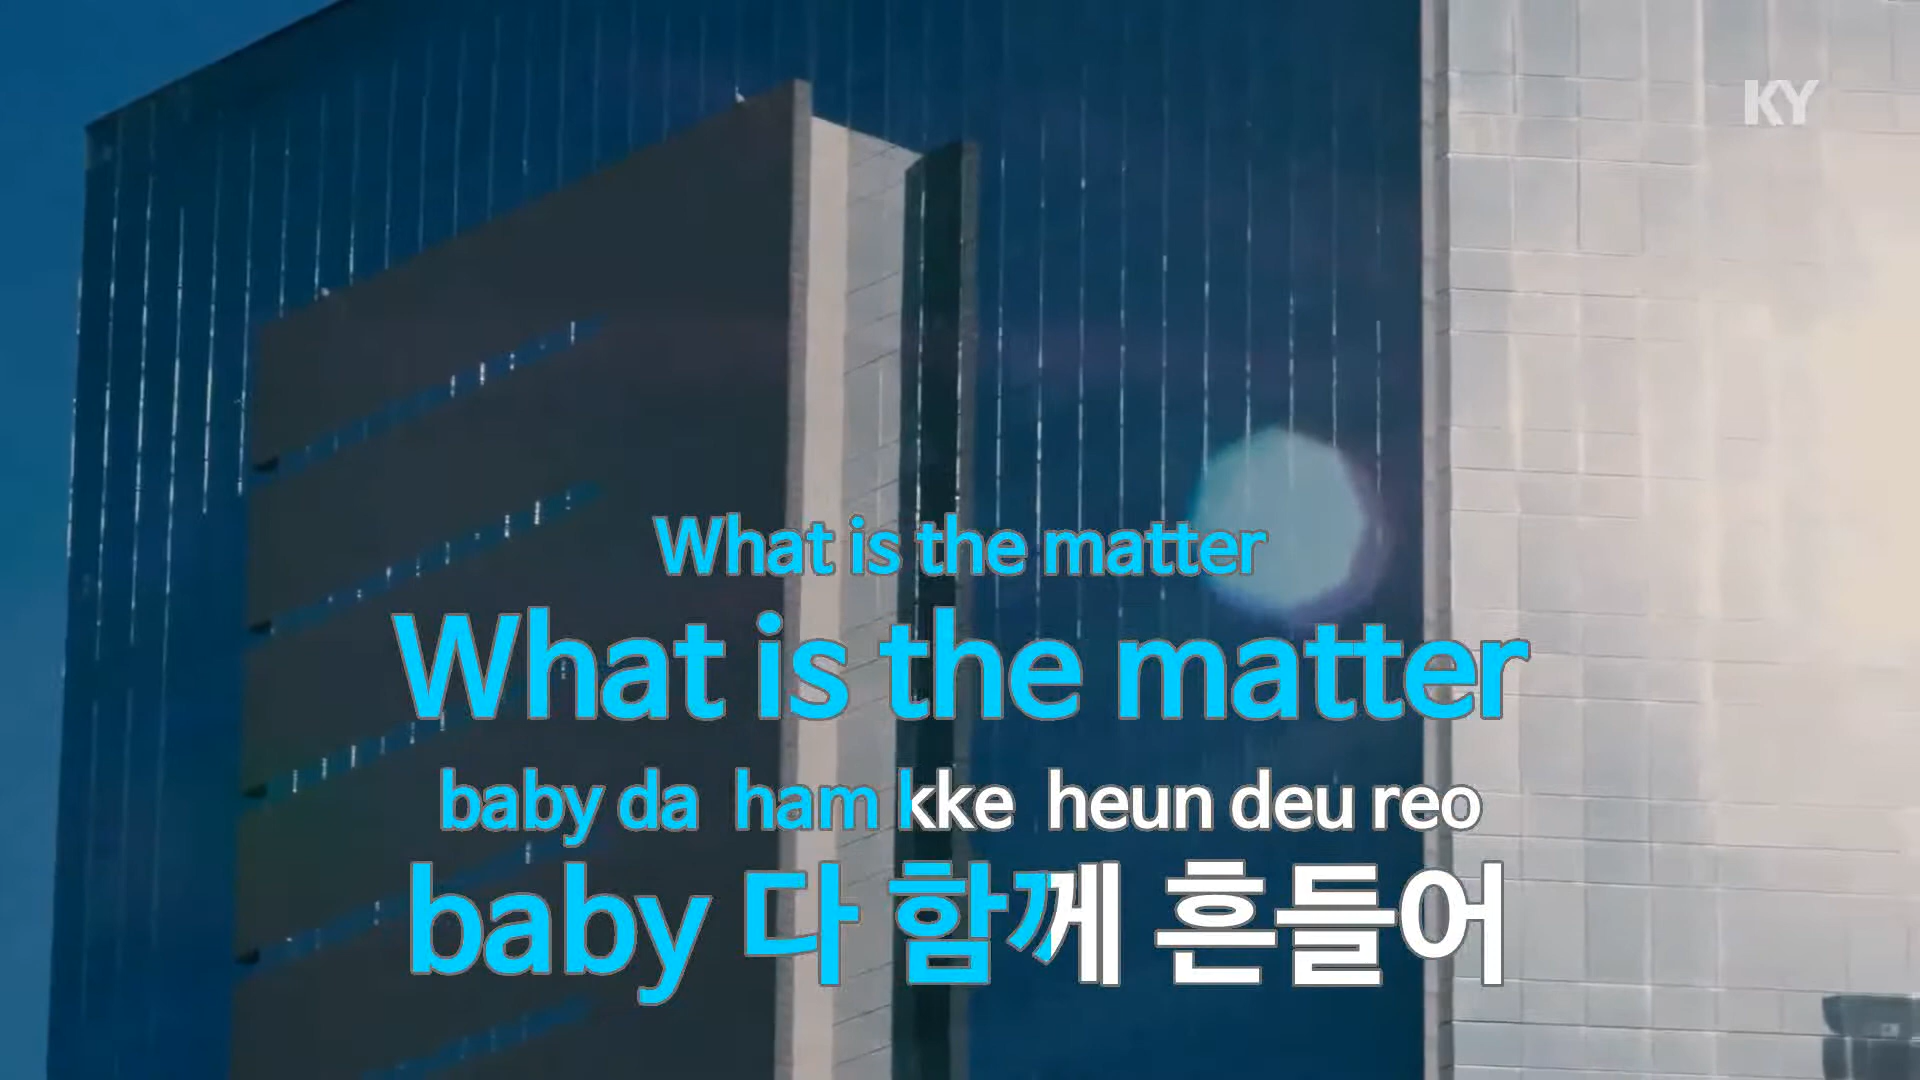 KY
What is the matter
What is the matter
baby da ham kke heun deu reo
baby 다 함께 흔들어